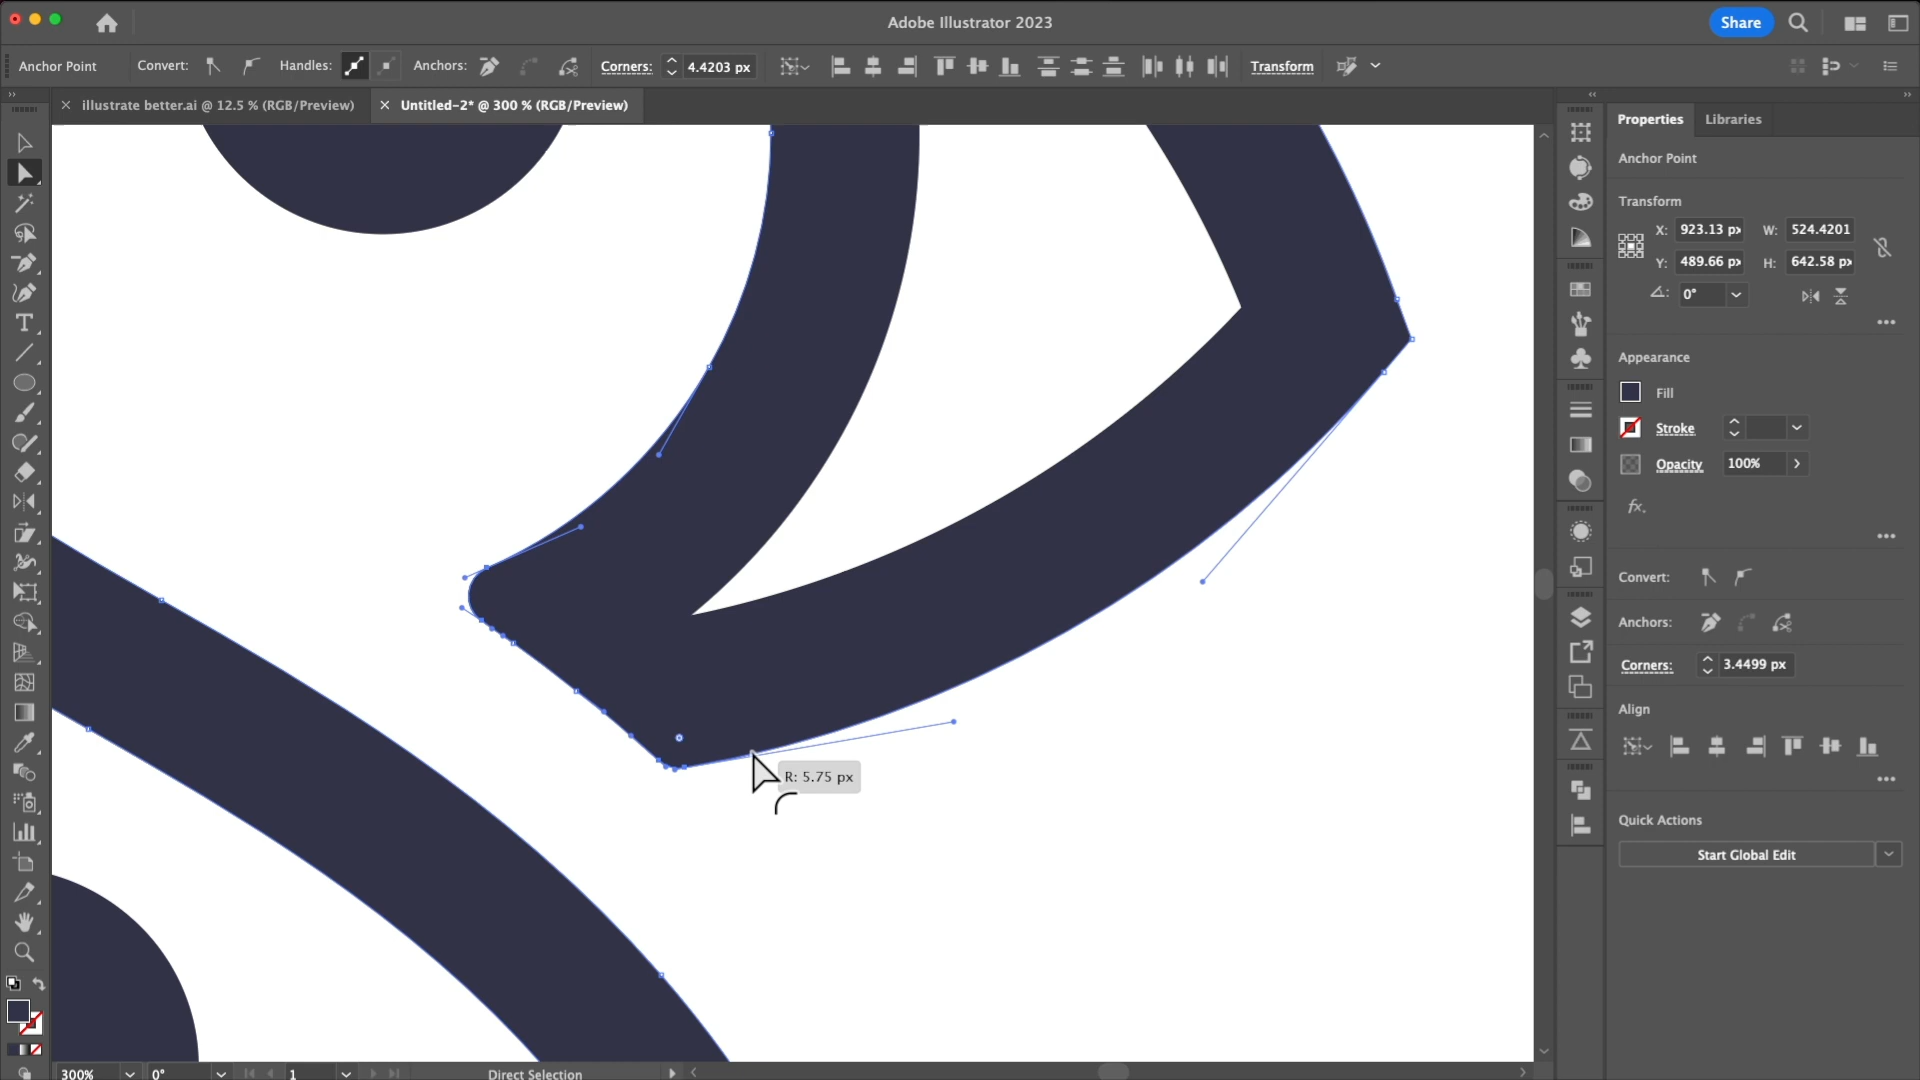 Adobe Illustrator 2023
Share
Anchor Point
Convert:
Handles:
Anchors:
Corners:
4.4203 px
Transform
illustrate better.ai @ 12.5 % (RGB/Preview)
Untitled-2* @ 300 % (RGB/Preview)
Properties
Libraries
Anchor Point
Transform
X: 923.13 px
W: 524.4201
Y: 489.66 px
H: 642.58 px
0°
Appearance
Fill
Stroke
Opacity
100%
fx.
Convert:
Anchors:
Corners:
3.4499 px
Align
Quick Actions
Start Global Edit
R: 5.75 px
300%
0°
1
Direct Selection